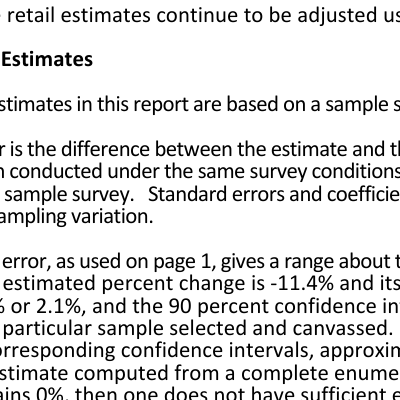 retail estimates continue to be adjusted us
Estimates
stimates in this report are based on a sample s
r is the difference between the estimate and t
n conducted under the same survey conditions
sample survey. Standard errors and coefficie
ampling variation.
error, as used on page 1, gives a range about t
estimated percent change is -11.4% and its
% or 2.1%, and the 90 percent confidence in
particular sample selected and canvassed.
orresponding confidence intervals, approxim
stimate computed from a complete enume
ains 0%, then one does not have sufficient e